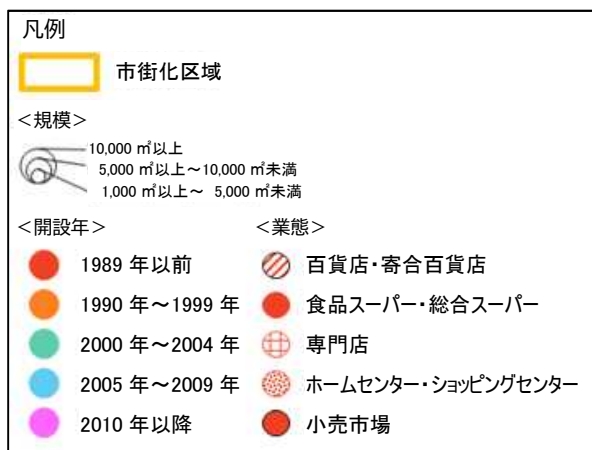 凡例
市街化区域
＜規模＞
10,000 ㎡以上
5,000 ㎡以上～10,000 ㎡未満
1,000 ㎡以上～ 5,000 ㎡未満
＜開設年＞ ＜業態＞
1989 年以前 百貨店・寄合百貨店
1990 年～1999 年 食品スーパー・総合スーパー
2000 年～2004 年 専門店
2005 年～2009 年 ホームセンター・ショッピングセンター
2010 年以降 小売市場